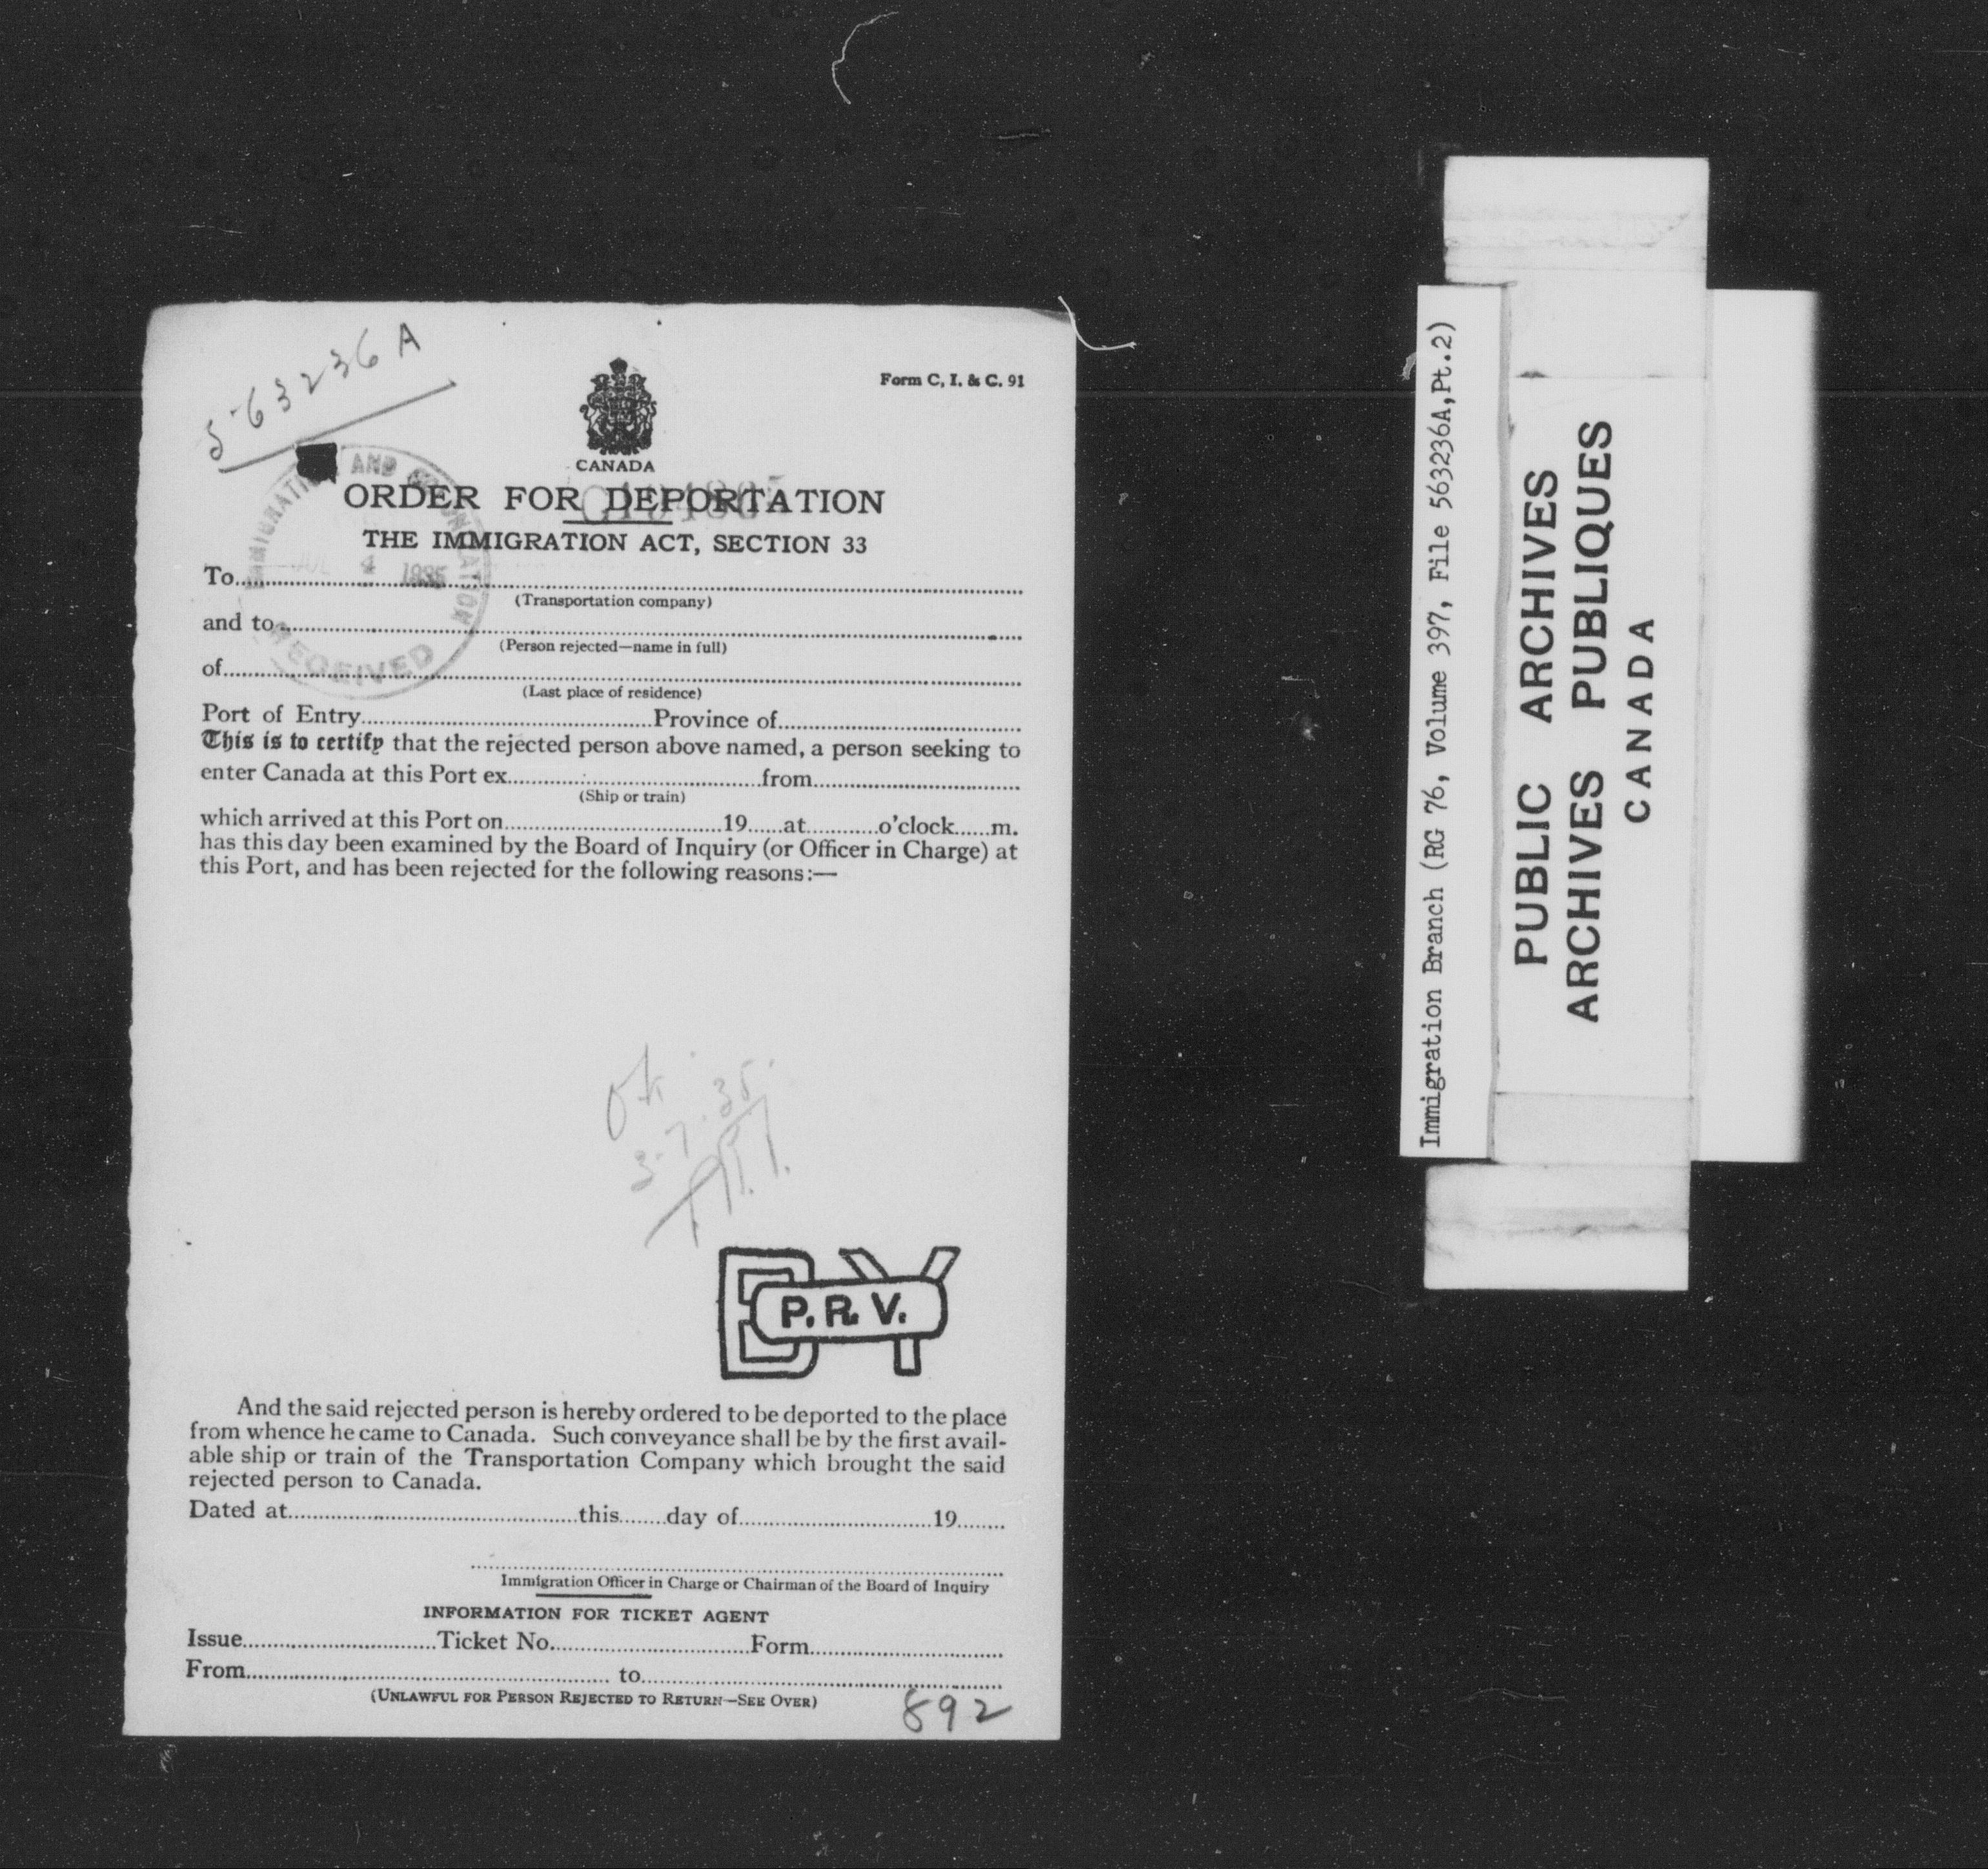 563236 A
Form C, I. & C. 91
CANADA
ORDER FOR DEPORTATION
THE IMMIGRATION ACT, SECTION 33
IMMIGRATION AND COLONIZATION
JUL 4 1935
RECEIVED
To
(Transportation company)
and to
(Person rejected—name in full)
of
(Last place of residence)
Port of Entry Province of
This is to certify that the rejected person above named, a person seeking to
enter Canada at this Port ex from
(Ship or train)
which arrived at this Port on 19 at o'clock m.
has this day been examined by the Board of Inquiry (or Officer in Charge) at
this Port, and has been rejected for the following reasons:—
Ok
3-7-35
P.R.V.
And the said rejected person is hereby ordered to be deported to the place
from whence he came to Canada. Such conveyance shall be by the first avail-
able ship or train of the Transportation Company which brought the said
rejected person to Canada.
Dated at this day of 19
Immigration Officer in Charge or Chairman of the Board of Inquiry
INFORMATION FOR TICKET AGENT
Issue Ticket No. Form
From to
(UNLAWFUL FOR PERSON REJECTED TO RETURN—SEE OVER)
892
Immigration Branch (RG 76, Volume 397, File 563236A,Pt.2)
PUBLIC ARCHIVES
ARCHIVES PUBLIQUES
CANADA